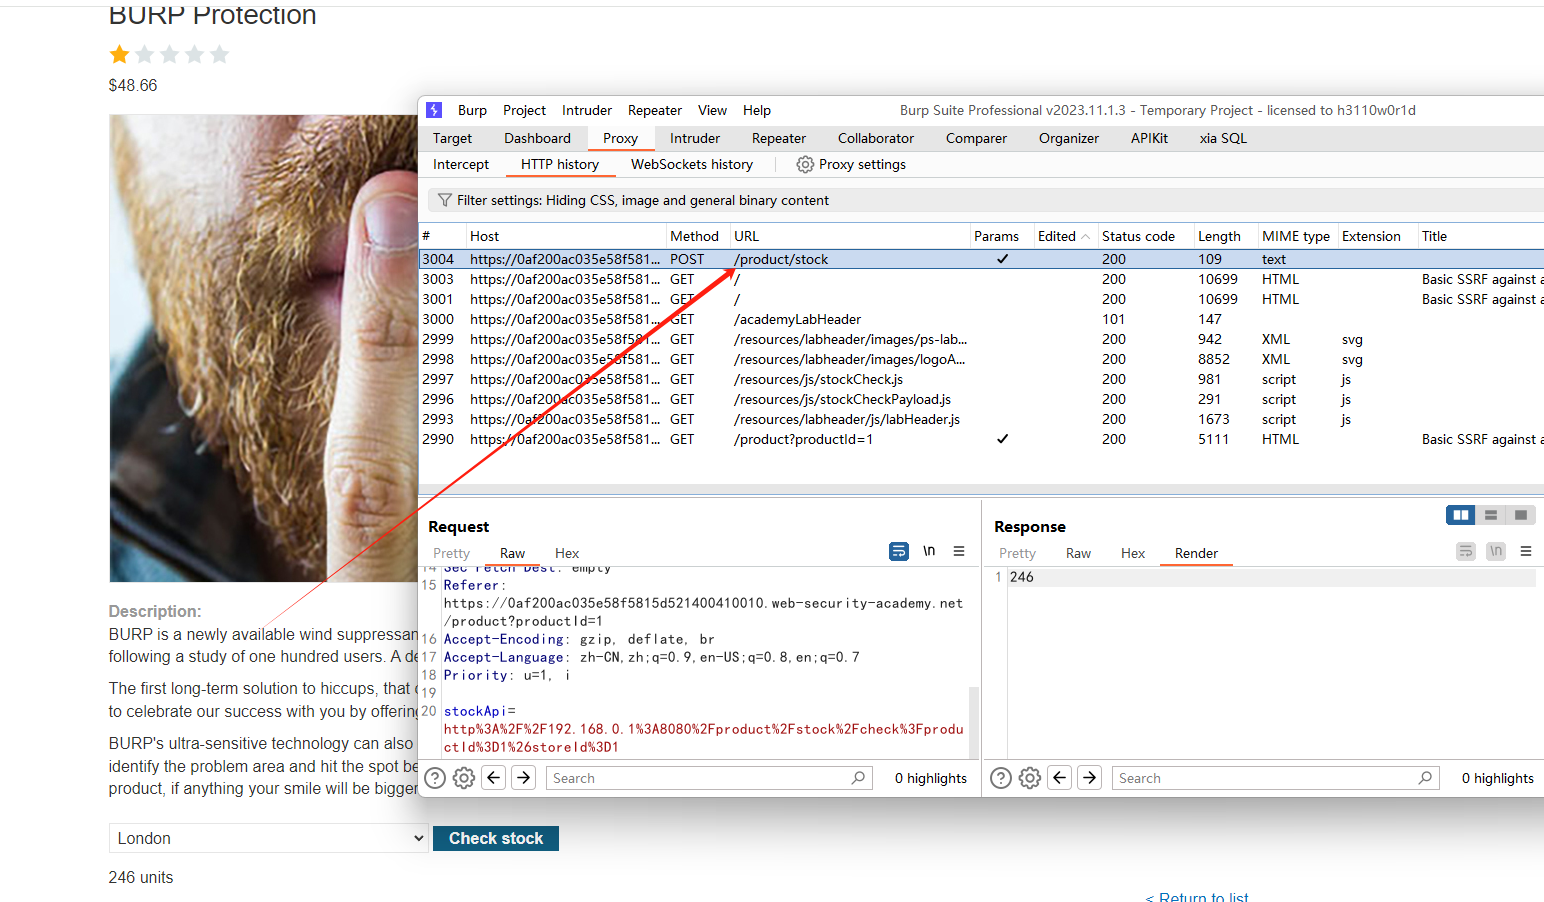 BURP Protection
$48.66
Burp Project Intruder Repeater View Help Burp Suite Professional v2023.11.1.3 - Temporary Project - licensed to h3110w0r1d
Target Dashboard Proxy Intruder Repeater Collaborator Comparer Organizer APIKit xia SQL
Intercept HTTP history WebSockets history Proxy settings
Filter settings: Hiding CSS, image and general binary content
# Host Method URL Params Edited Status code Length MIME type Extension Title
3004 https://0af200ac035e58f581... POST /product/stock ✓ 200 109 text
3003 https://0af200ac035e58f581... GET / 200 10699 HTML Basic SSRF against a
3001 https://0af200ac035e58f581... GET / 200 10699 HTML Basic SSRF against a
3000 https://0af200ac035e58f581... GET /academyLabHeader 101 147
2999 https://0af200ac035e58f581... GET /resources/labheader/images/ps-lab... 200 942 XML svg
2998 https://0af200ac035e58f581... GET /resources/labheader/images/logoA... 200 8852 XML svg
2997 https://0af200ac035e58f581... GET /resources/js/stockCheck.js 200 981 script js
2996 https://0af200ac035e58f581... GET /resources/js/stockCheckPayload.js 200 291 script js
2993 https://0af200ac035e58f581... GET /resources/labheader/js/labHeader.js 200 1673 script js
2990 https://0af200ac035e58f581... GET /product?productId=1 ✓ 200 5111 HTML Basic SSRF against a
Request
Pretty Raw Hex \n
14 Sec-Fetch-Dest: empty
15 Referer:
https://0af200ac035e58f5815d521400410010.web-security-academy.net
/product?productId=1
16 Accept-Encoding: gzip, deflate, br
17 Accept-Language: zh-CN,zh;q=0.9,en-US;q=0.8,en;q=0.7
18 Priority: u=1, i
19
20 stockApi=
http%3A%2F%2F192.168.0.1%3A8080%2Fproduct%2Fstock%2Fcheck%3Fprodu
ctId%3D1%26storeId%3D1
Search 0 highlights
Response
Pretty Raw Hex Render \n
1 246
Search 0 highlights
Description:
BURP is a newly available wind suppressan
following a study of one hundred users. A de
The first long-term solution to hiccups, that
to celebrate our success with you by offering
BURP's ultra-sensitive technology can also
identify the problem area and hit the spot be
product, if anything your smile will be bigger
London Check stock
246 units
< Return to list